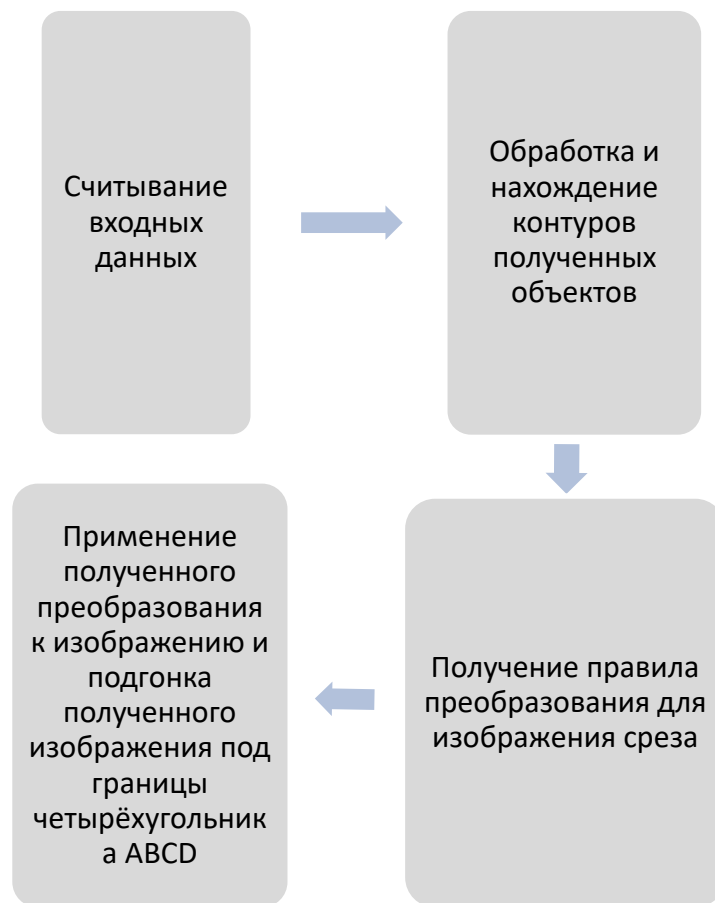 Считывание
входных
данных
Обработка и
нахождение
контуров
полученных
объектов
Получение правила
преобразования для
изображения среза
Применение
полученного
преобразования
к изображению и
подгонка
полученного
изображения под
границы
четырёхугольник
а ABCD